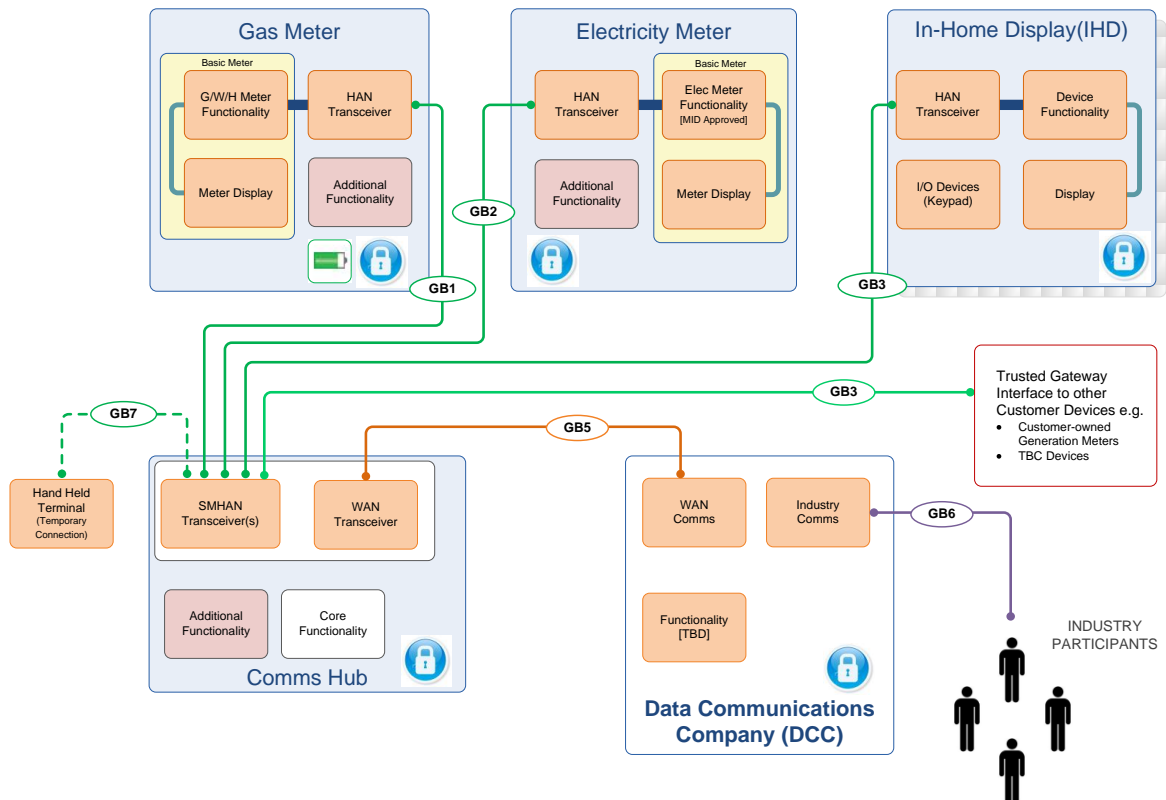 Gas Meter
Basic Meter
G/W/H Meter
Functionality
HAN
Transceiver
Meter Display
Additional
Functionality
GB1
Electricity Meter
HAN
Transceiver
Basic Meter
Elec Meter
Functionality
[MID Approved]
Additional
Functionality
Meter Display
GB2
In-Home Display(IHD)
HAN
Transceiver
Device
Functionality
I/O Devices
(Keypad)
Display
GB3
GB3
Trusted Gateway
Interface to other
Customer Devices e.g.
• Customer-owned
Generation Meters
• TBC Devices
GB7
Hand Held
Terminal
(Temporary
Connection)
GB5
SMHAN
Transceiver(s)
WAN
Transceiver
Additional
Functionality
Core
Functionality
Comms Hub
WAN
Comms
Industry
Comms
Functionality
[TBD]
Data Communications
Company (DCC)
GB6
INDUSTRY
PARTICIPANTS